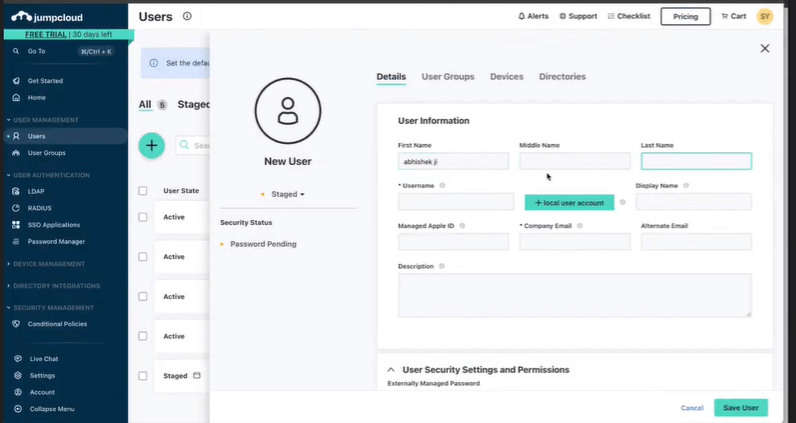 jumpcloud
FREE TRIAL | 30 days left
Go To ⌘/Ctrl + K
Get Started
Home
USER MANAGEMENT
Users
User Groups
USER AUTHENTICATION
LDAP
RADIUS
SSO Applications
Password Manager
DEVICE MANAGEMENT
DIRECTORY INTEGRATIONS
SECURITY MANAGEMENT
Conditional Policies
Live Chat
Settings
Account
Collapse Menu
Users
Alerts Support Checklist Pricing Cart SY
Set the defau
All 5 Staged
Sear
User State
Active
Active
Active
Active
Staged
New User
Staged
Security Status
Password Pending
Details User Groups Devices Directories
User Information
First Name Middle Name Last Name
abhishek ji
* Username + local user account Display Name
Managed Apple ID * Company Email Alternate Email
Description
User Security Settings and Permissions
Externally Managed Password
Cancel Save User